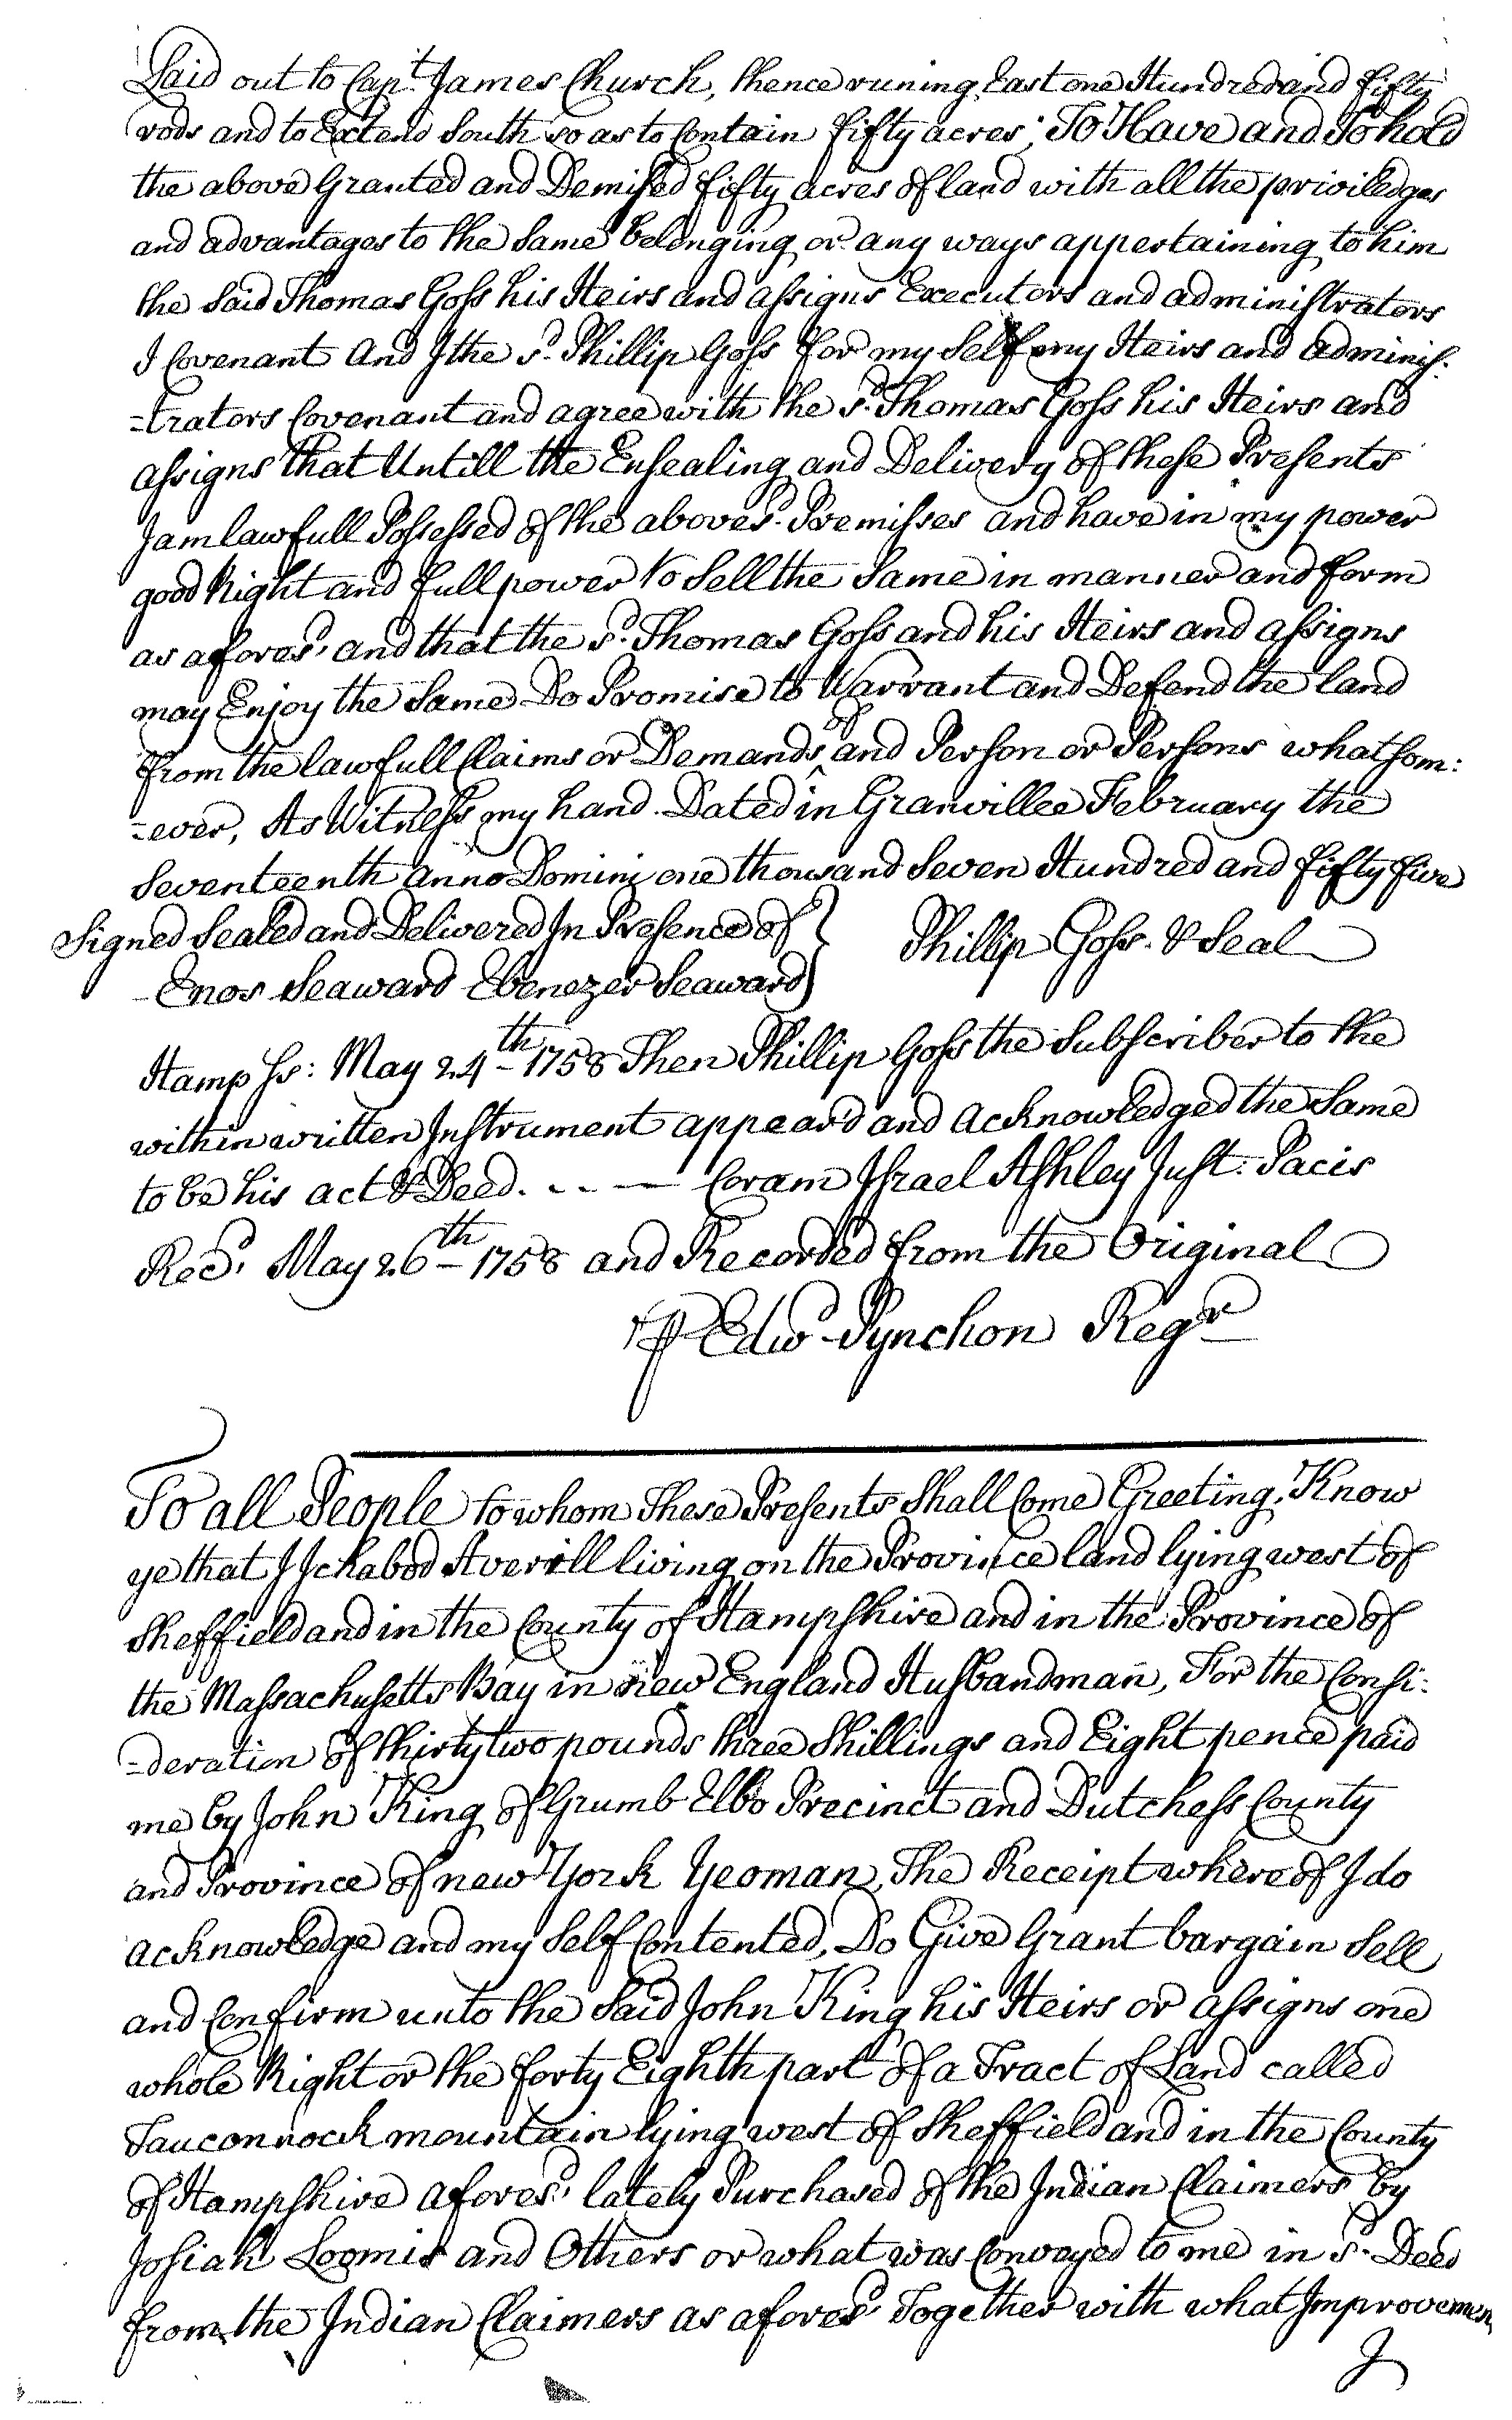 Laid out to Capt. James Church, thence runing East one Hundred and fifty
rods and to Extend South so as to Contain fifty acres; To Have and To hold
the above Granted and Demised fifty acres of land with all the priviledges
and advantages to the Same belonging or any ways appertaining to him
the Said Thomas Goss his Heirs and assigns Executors and administrators
I Covenant And I the sd. Phillip Goss for my Self my Heirs and adminis:
=trators Covenant and agree with the sd. Thomas Goss his Heirs and
assigns that Untill the Ensealing and Delivery of these Presents
I am lawfull Possessed of the abovesd. Premisses and have in my power
good Right and full power to Sell the Same in manner and form
as aforesd. and that the sd. Thomas Goss and his Heirs and assigns
may Enjoy the Same Do Promise to Warrant and Defend the land
from the lawfull Claims or Demands of and Person or Persons whatsom:
=ever, As Witness my hand. Dated in Granvillee February the
Seventeenth anno Domini one thousand Seven Hundred and fifty five
Signed Sealed and Delivered In Presence of } Phillip Goss. & Seal
- Enos Seaward Ebenezer Seaward
Hamp Ss: May 24th - 1758 Then Phillip Goss the Subscriber to the
within written Instrument appear'd and acknowledged the Same
to be his act & Deed. - - — Coram Israel Ashley Just. Pacis
Recd. May 26th - 1758 and Recorded from the Original
P Edwd Pynchon Regr
To all People to whom These Presents Shall Come Greeting, Know
ye that I Ichabod Averill living on the Province land lying west of
Sheffield and in the County of Hampshire and in the Province of
the Massachusetts Bay in new England Husbandman, For the Consi:
=deration of thirty two pounds three Shillings and Eight pence paid
me by John King of Grumb Elbo Precinct and Dutchess County
and Province of new York Yeoman, The Receipt whereof I do
acknowledge and my Self Contented, Do Give Grant bargain Sell
and Confirm unto the Said John King his Heirs or assigns one
whole Right or the forty Eighth part of a Tract of Land called
Tauconnock mountain lying west of Sheffield and in the County
of Hampshire aforesd. lately Purchased of the Indian Claimers by
Josiah Loomis and Others or what was Conveyed to me in sd. Deed
from the Indian Claimers as aforesd. Together with what Improvemen
I